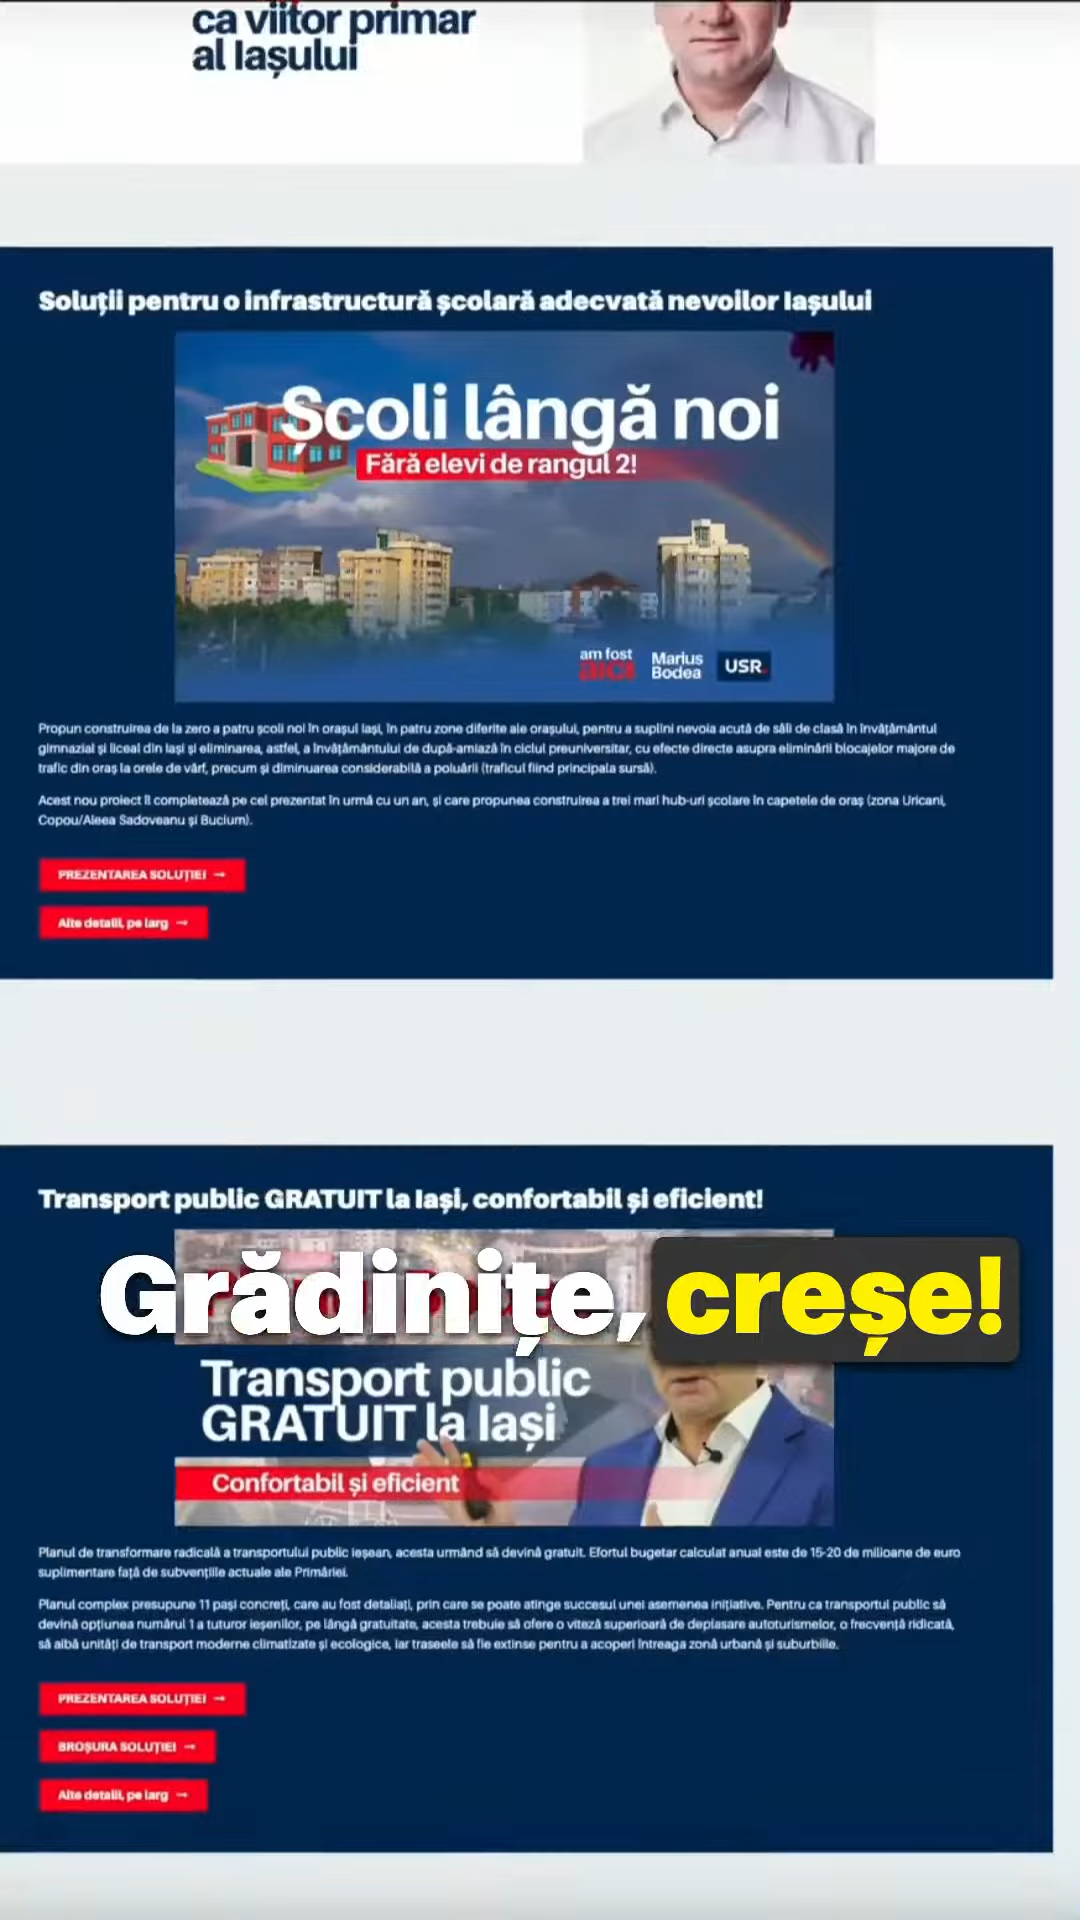 ca viitor primar
al Iașului
Soluții pentru o infrastructură școlară adecvată nevoilor Iașului
Școli lângă noi
Fără elevi de rangul 2!
am fost
aici
Marius
Bodea
USR
Propun construirea de la zero a patru școli noi în orașul Iași, în patru zone diferite ale orașului, pentru a suplini nevoia acută de săli de clasă în învățământul
gimnazial și liceal din Iași și eliminarea, astfel, a învățământului de după-amiază în ciclul preuniversitar, cu efecte directe asupra eliminării blocajelor majore de
trafic din oraș la orele de vârf, precum și diminuarea considerabilă a poluării (traficul fiind principala sursă).
Acest nou proiect îl completează pe cel prezentat în urmă cu un an, și care propunea construirea a trei mari hub-uri școlare în capetele de oraș (zona Uricani,
Copou/Aleea Sadoveanu și Bucium).
PREZENTAREA SOLUȚIEI →
Alte detalii, pe larg →
Transport public GRATUIT la Iași, confortabil și eficient!
Grădinițe, creșe!
Transport public
GRATUIT la Iași
Confortabil și eficient
Planul de transformare radicală a transportului public ieșean, acesta urmând să devină gratuit. Efortul bugetar calculat anual este de 15-20 de milioane de euro
suplimentare față de subvențiile actuale ale Primăriei.
Planul complex presupune 11 pași concreți, care au fost detaliați, prin care se poate atinge succesul unei asemenea inițiative. Pentru ca transportul public să
devină opțiunea numărul 1 a tuturor ieșenilor, pe lângă gratuitate, acesta trebuie să ofere o viteză superioară de deplasare autoturismelor, o frecvență ridicată,
să aibă unități de transport moderne climatizate și ecologice, iar traseele să fie extinse pentru a acoperi întreaga zonă urbană și suburbiile.
PREZENTAREA SOLUȚIEI →
BROȘURA SOLUȚIEI →
Alte detalii, pe larg →